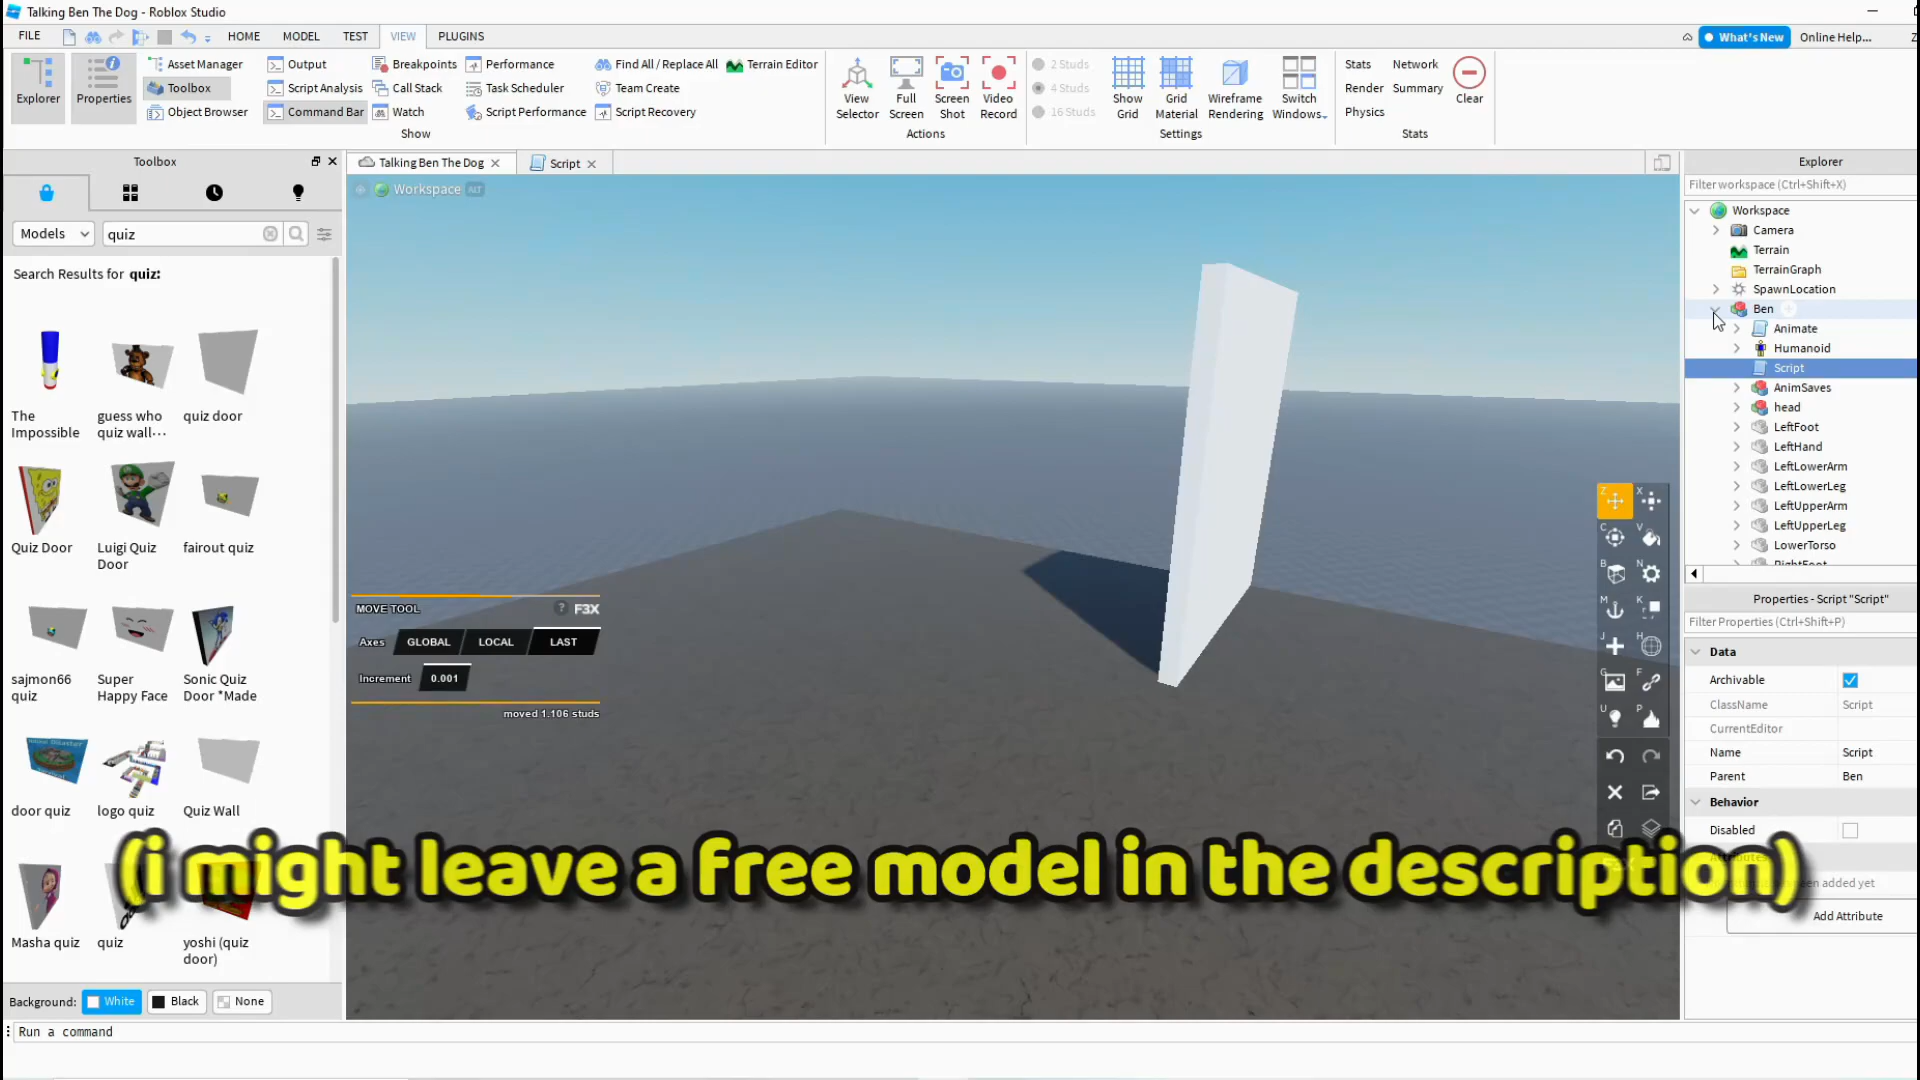 Talking Ben The Dog - Roblox Studio
FILE
HOME
MODEL
TEST
VIEW
PLUGINS
What's New
Online Help...
Explorer
Properties
Asset Manager
Toolbox
Object Browser
Output
Script Analysis
Command Bar
Breakpoints
Call Stack
Watch
Performance
Task Scheduler
Script Performance
Find All / Replace All
Team Create
Script Recovery
Terrain Editor
Show
View Selector
Full Screen
Screen Shot
Video Record
Actions
2 Studs
4 Studs
16 Studs
Show Grid
Grid Material
Wireframe Rendering
Switch Windows
Settings
Stats
Render
Physics
Network
Summary
Clear
Stats
Toolbox
Talking Ben The Dog
Script
Models
quiz
Search Results for quiz:
The Impossible
guess who quiz wall...
quiz door
Quiz Door
Luigi Quiz Door
fairout quiz
sajmon66 quiz
Super Happy Face
Sonic Quiz Door *Made
door quiz
logo quiz
Quiz Wall
Masha quiz
quiz
yoshi (quiz door)
Background:
White
Black
None
Run a command
Workspace
ALT
MOVE TOOL
? F3X
Axes
GLOBAL
LOCAL
LAST
Increment
0.001
moved 1.106 studs
Z
X
C
V
B
N
M
K
J
H
G
F
U
P
(i might leave a free model in the description)
Explorer
Filter workspace (Ctrl+Shift+X)
Workspace
Camera
Terrain
TerrainGraph
SpawnLocation
Ben
Animate
Humanoid
Script
AnimSaves
head
LeftFoot
LeftHand
LeftLowerArm
LeftLowerLeg
LeftUpperArm
LeftUpperLeg
LowerTorso
RightFoot
Properties - Script "Script"
Filter Properties (Ctrl+Shift+P)
Data
Archivable
ClassName
Script
CurrentEditor
Name
Script
Parent
Ben
Behavior
Disabled
Add Attribute